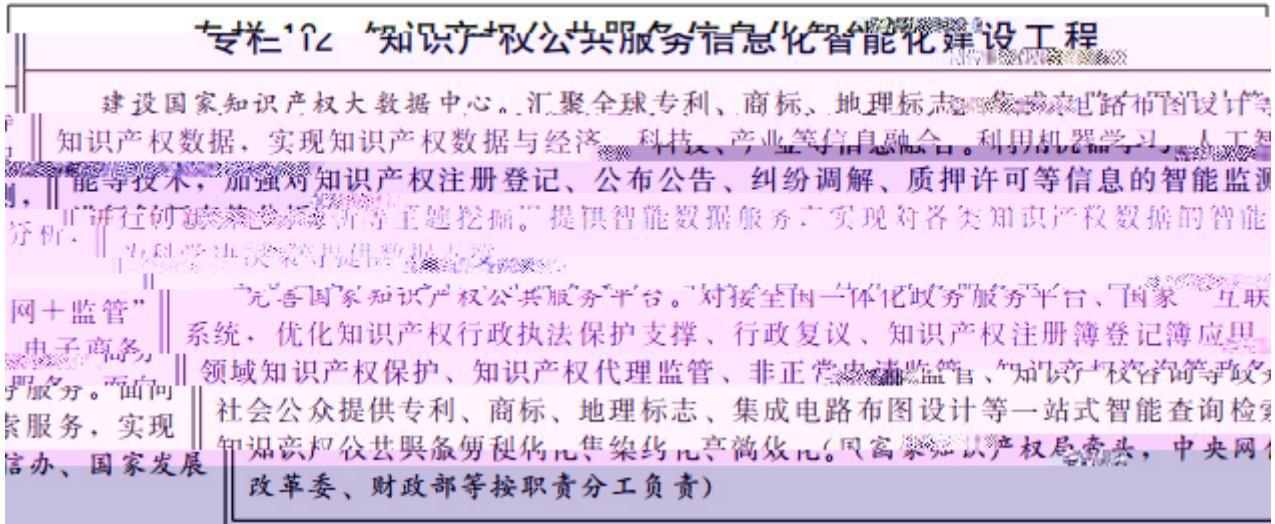 专栏12 知识产权公共服务信息化智能化建设工程
建设国家知识产权大数据中心。汇聚全球专利、商标、地理标志、集成电路布图设计等
知识产权数据，实现知识产权数据与经济、科技、产业等信息融合。利用机器学习、人工智
能等技术，加强对知识产权注册登记、公布公告、纠纷调解、质押许可等信息的智能监测
，进行创新 分析等主题挖掘。提供智能数据服务，实现对各类知识产权数据的智能
分析，为科学决策等提供数据支撑。
完善国家知识产权公共服务平台。对接全国一体化政务服务平台、国家“互联
网+监管”系统，优化知识产权行政执法保护支撑、行政复议、知识产权注册簿登记簿应用、
电子商务领域知识产权保护、知识产权代理监管、非正常申请监管、知识产权咨询等政务
服务。面向社会公众提供专利、商标、地理标志、集成电路布图设计等一站式智能查询检索
索服务，实现知识产权公共服务便利化、集约化、高效化。（国家知识产权局牵头，中央网信
信办、国家发展改革委、财政部等按职责分工负责）